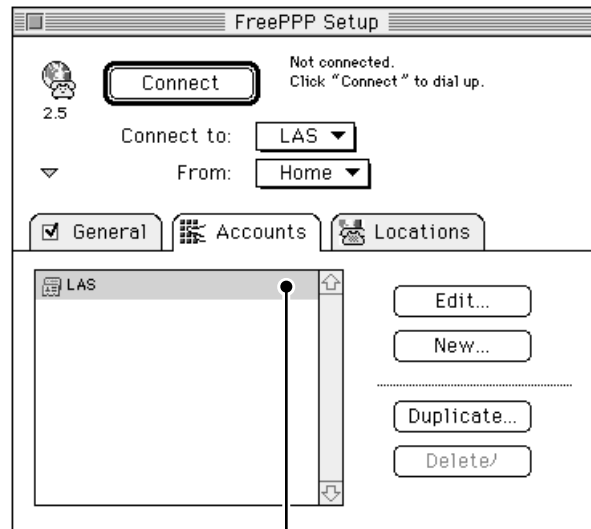 FreePPP Setup
Not connected.
Connect
Click "Connect" to dial up.
2.5
Connect to: LAS
From: Home
General Accounts Locations
LAS
Edit...
New...
Duplicate...
Delete/